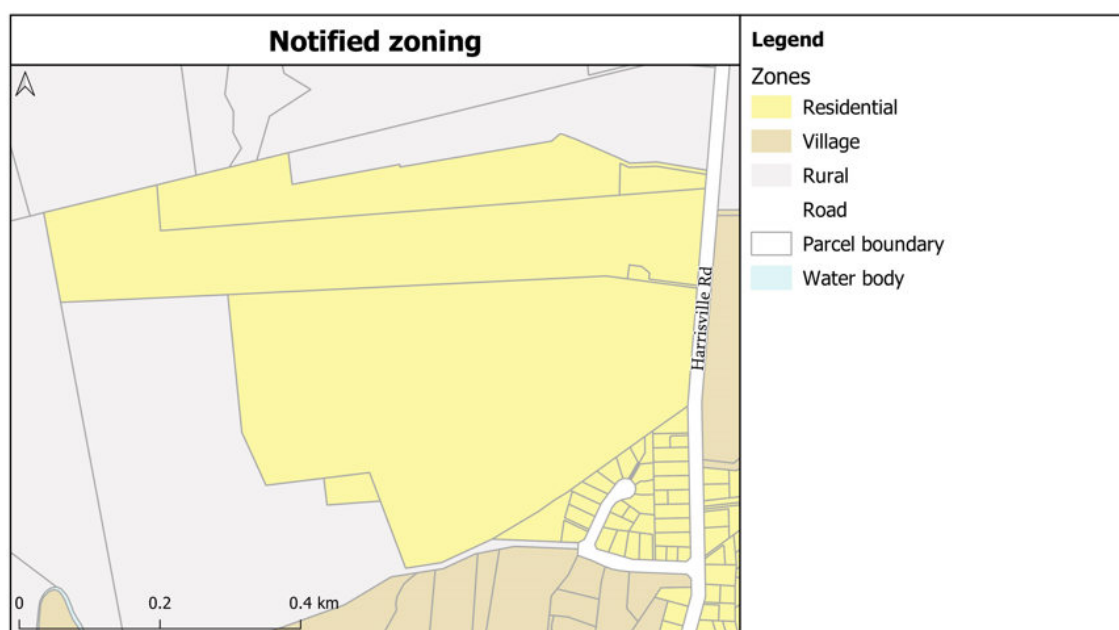 Notified zoning
Legend
Zones
Residential
Village
Rural
Road
Parcel boundary
Water body
Harrisville Rd
0 0.2 0.4 km